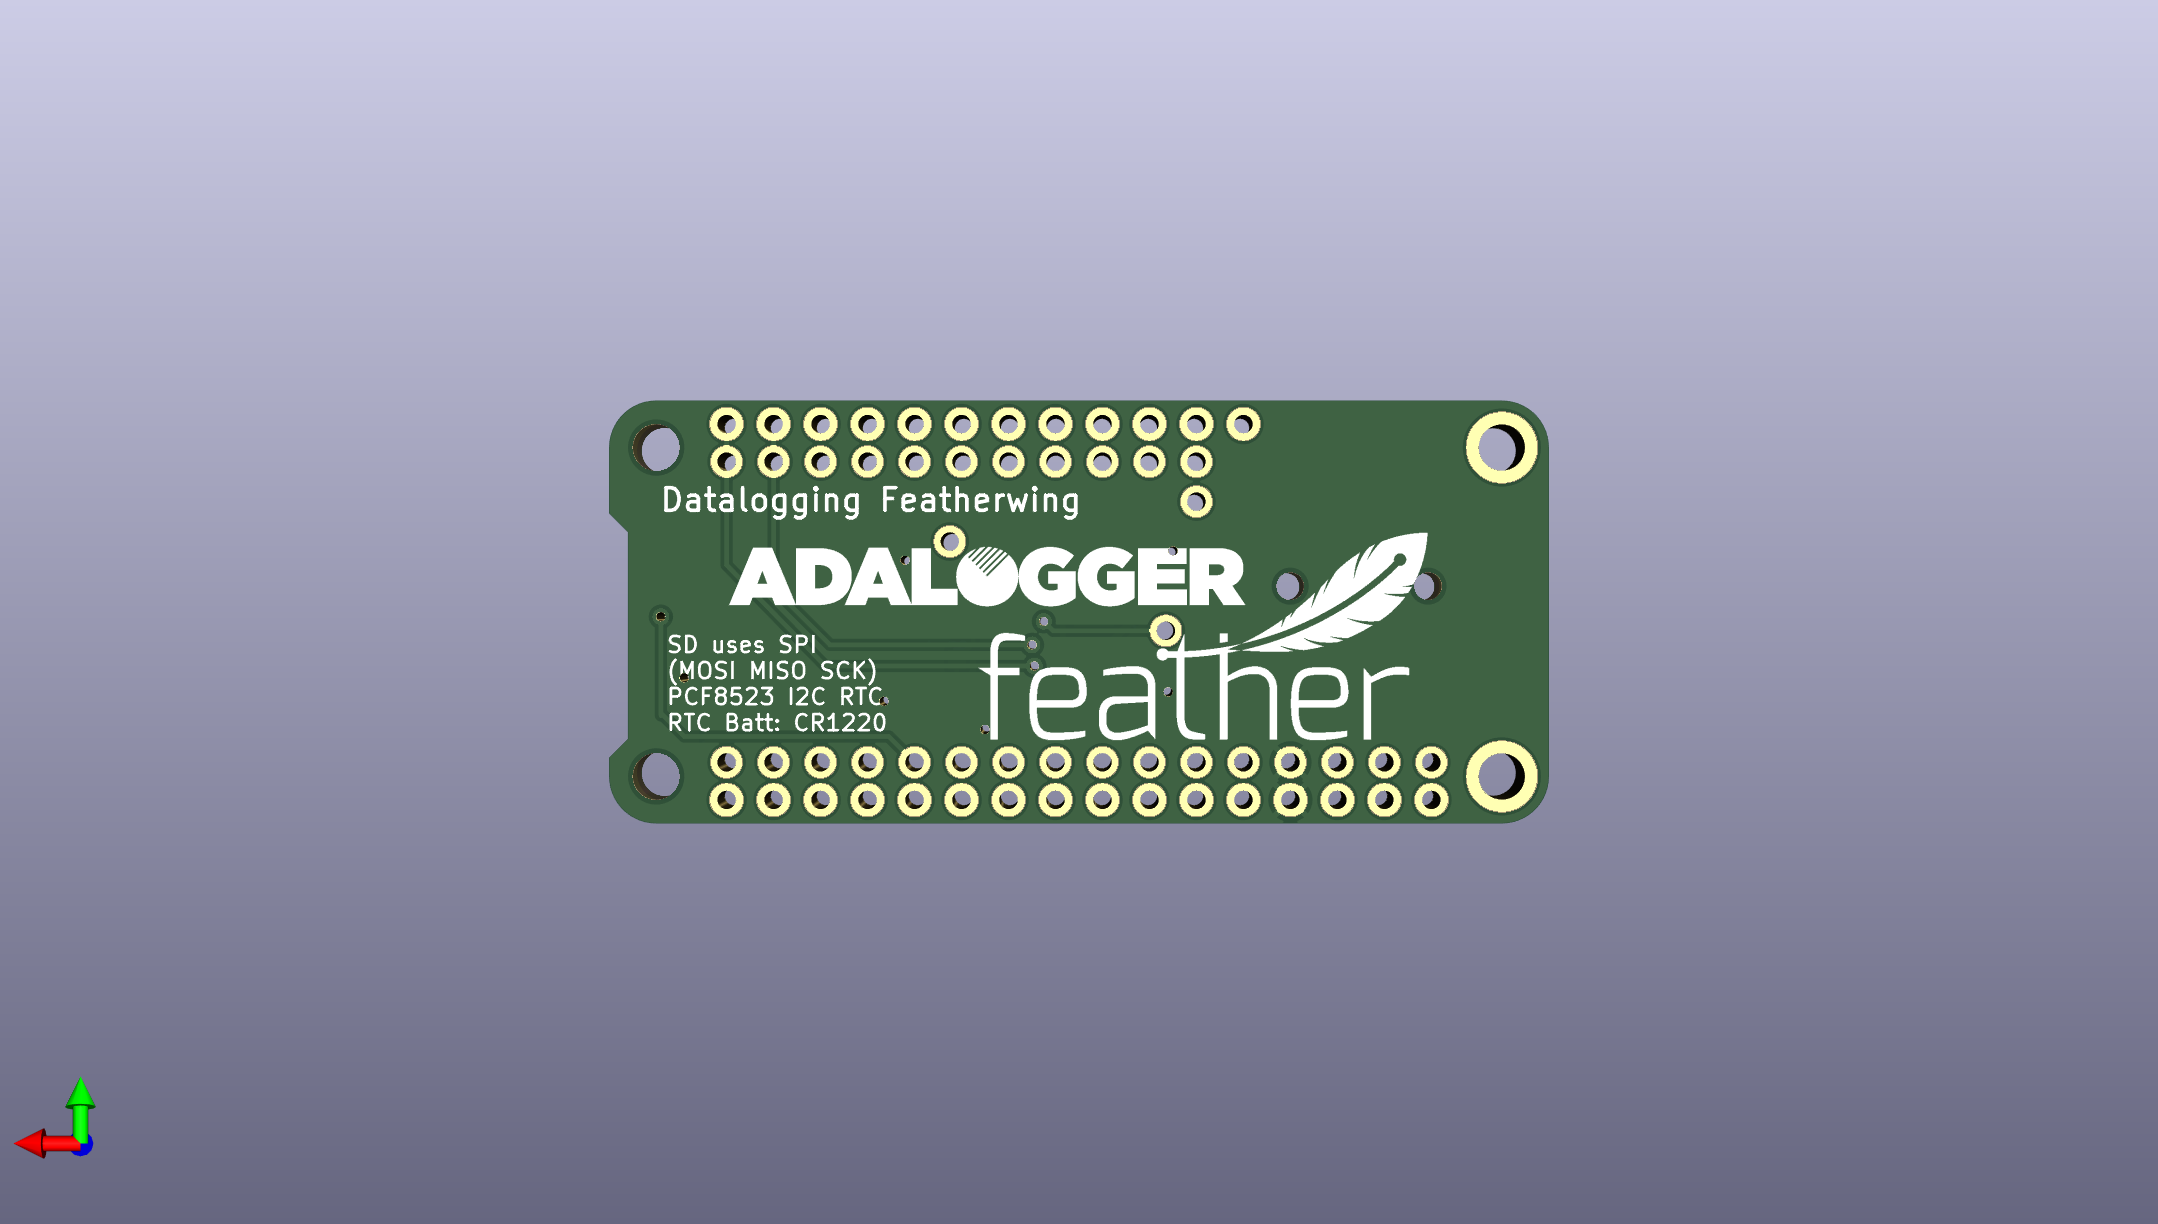 Datalogging Featherwing
ADALOGGER
feather
SD uses SPI
(MOSI MISO SCK)
PCF8523 I2C RTC
RTC Batt: CR1220